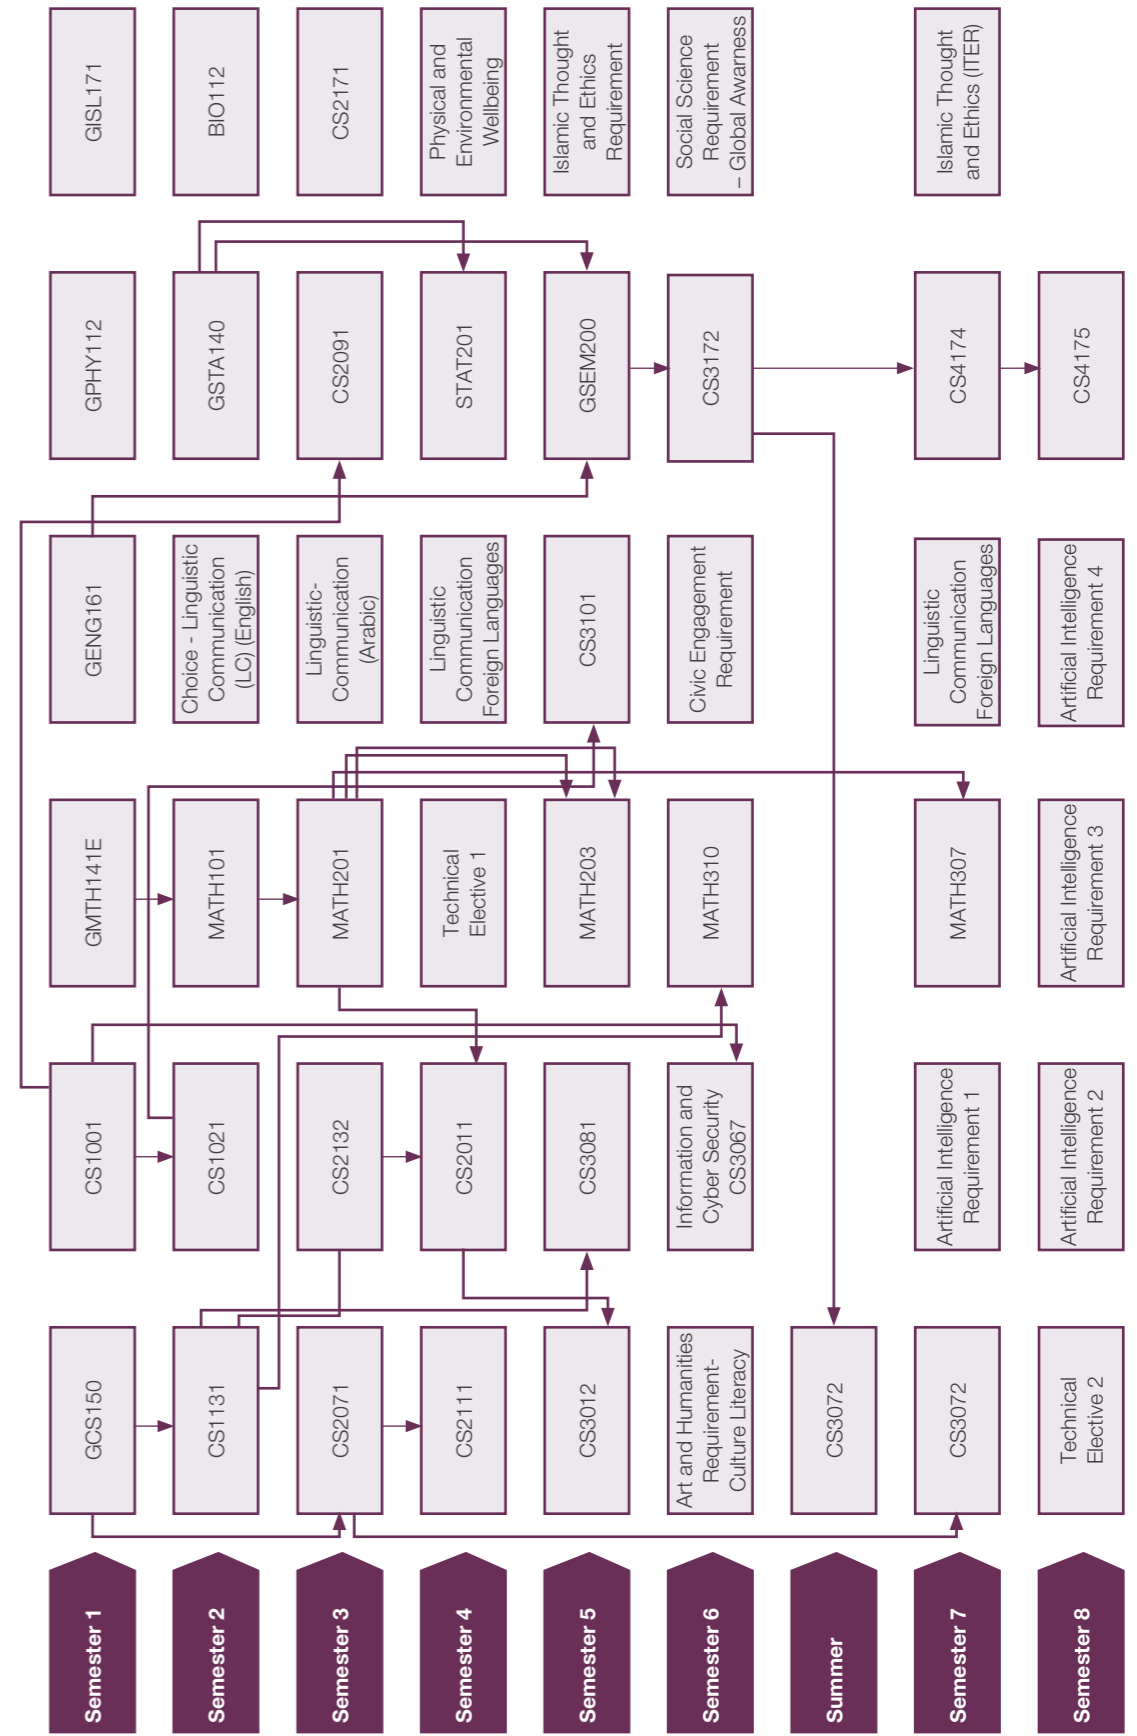 Semester 1
GCS150
CS1001
GMTH141E
GENG161
GPHY112
GISL171
Semester 2
CS1131
CS1021
MATH101
Choice - Linguistic
Communication
(LC) (English)
GSTA140
BIO112
Semester 3
CS2071
CS2132
MATH201
Linguistic-
Communication
(Arabic)
CS2091
CS2171
Semester 4
CS2111
CS2011
Technical
Elective 1
Linguistic
Communication
Foreign Languages
STAT201
Physical and
Environmental
Wellbeing
Semester 5
CS3012
CS3081
MATH203
CS3101
GSEM200
Islamic Thought
and Ethics
Requirement
Semester 6
Art and Humanities
Requirement-
Culture Literacy
Information and
Cyber Security
CS3067
MATH310
Civic Engagement
Requirement
CS3172
Social Science
Requirement
– Global Awarness
Summer
CS3072
Semester 7
CS3072
Artificial Intelligence
Requirement 1
MATH307
Linguistic
Communication
Foreign Languages
CS4174
Islamic Thought
and Ethics (ITER)
Semester 8
Technical
Elective 2
Artificial Intelligence
Requirement 2
Artificial Intelligence
Requirement 3
Artificial Intelligence
Requirement 4
CS4175